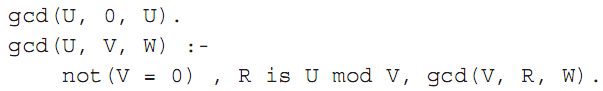 gcd(U, 0, U).
gcd(U, V, W) :-
    not(V = 0) , R is U mod V, gcd(V, R, W).